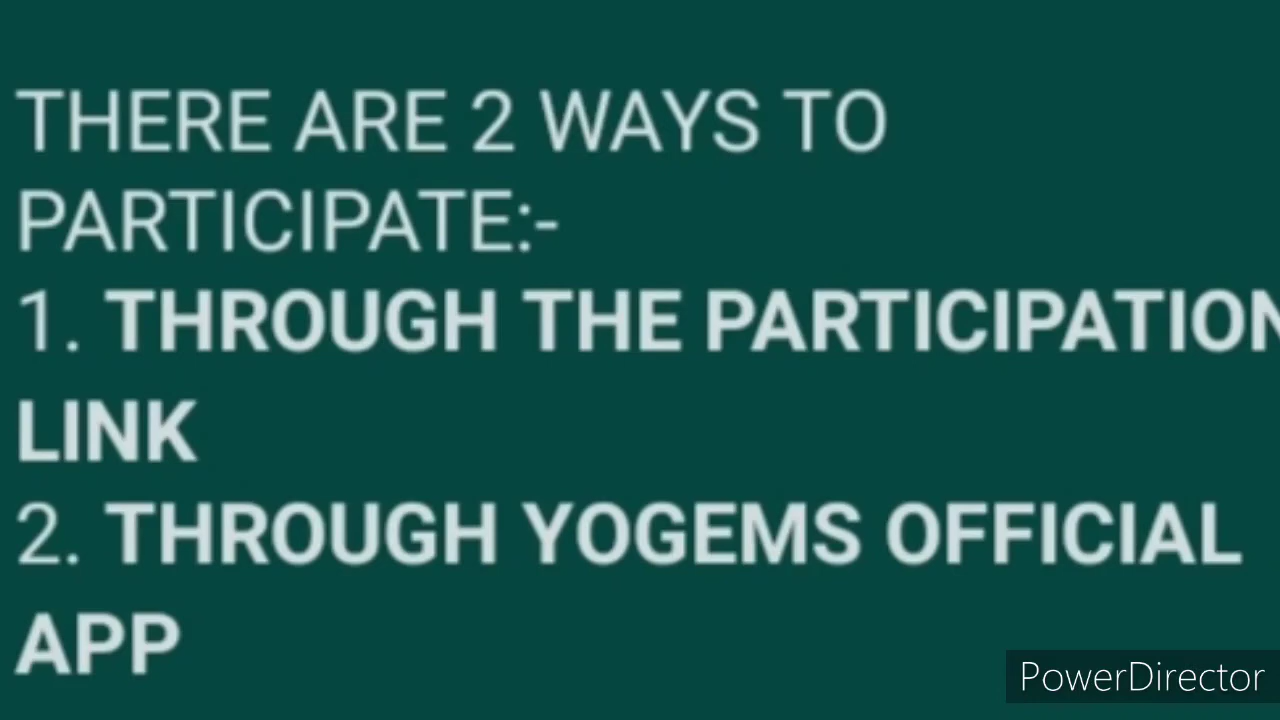 THERE ARE 2 WAYS TO
PARTICIPATE:-
1. THROUGH THE PARTICIPATION
LINK
2. THROUGH YOGEMS OFFICIAL
APP
PowerDirector